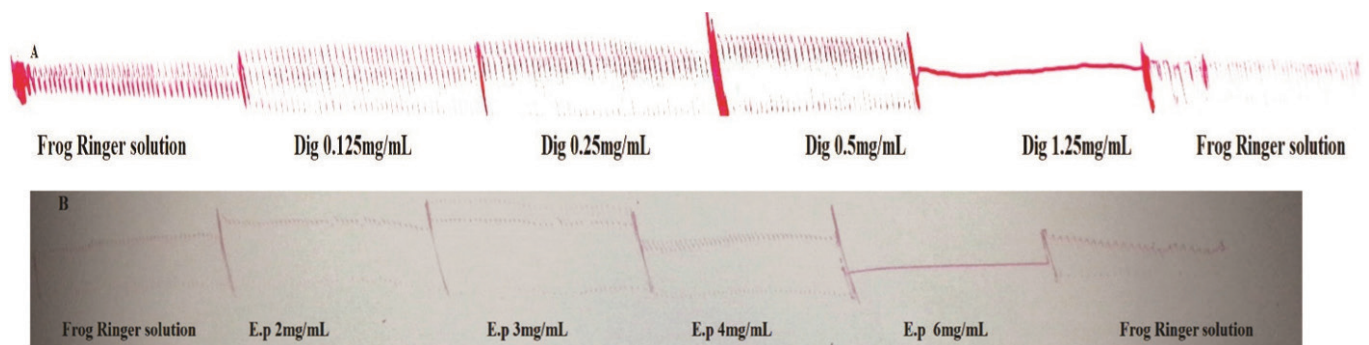 A
Frog Ringer solution Dig 0.125mg/mL Dig 0.25mg/mL Dig 0.5mg/mL Dig 1.25mg/mL Frog Ringer solution
B
Frog Ringer solution E.p 2mg/mL E.p 3mg/mL E.p 4mg/mL E.p 6mg/mL Frog Ringer solution